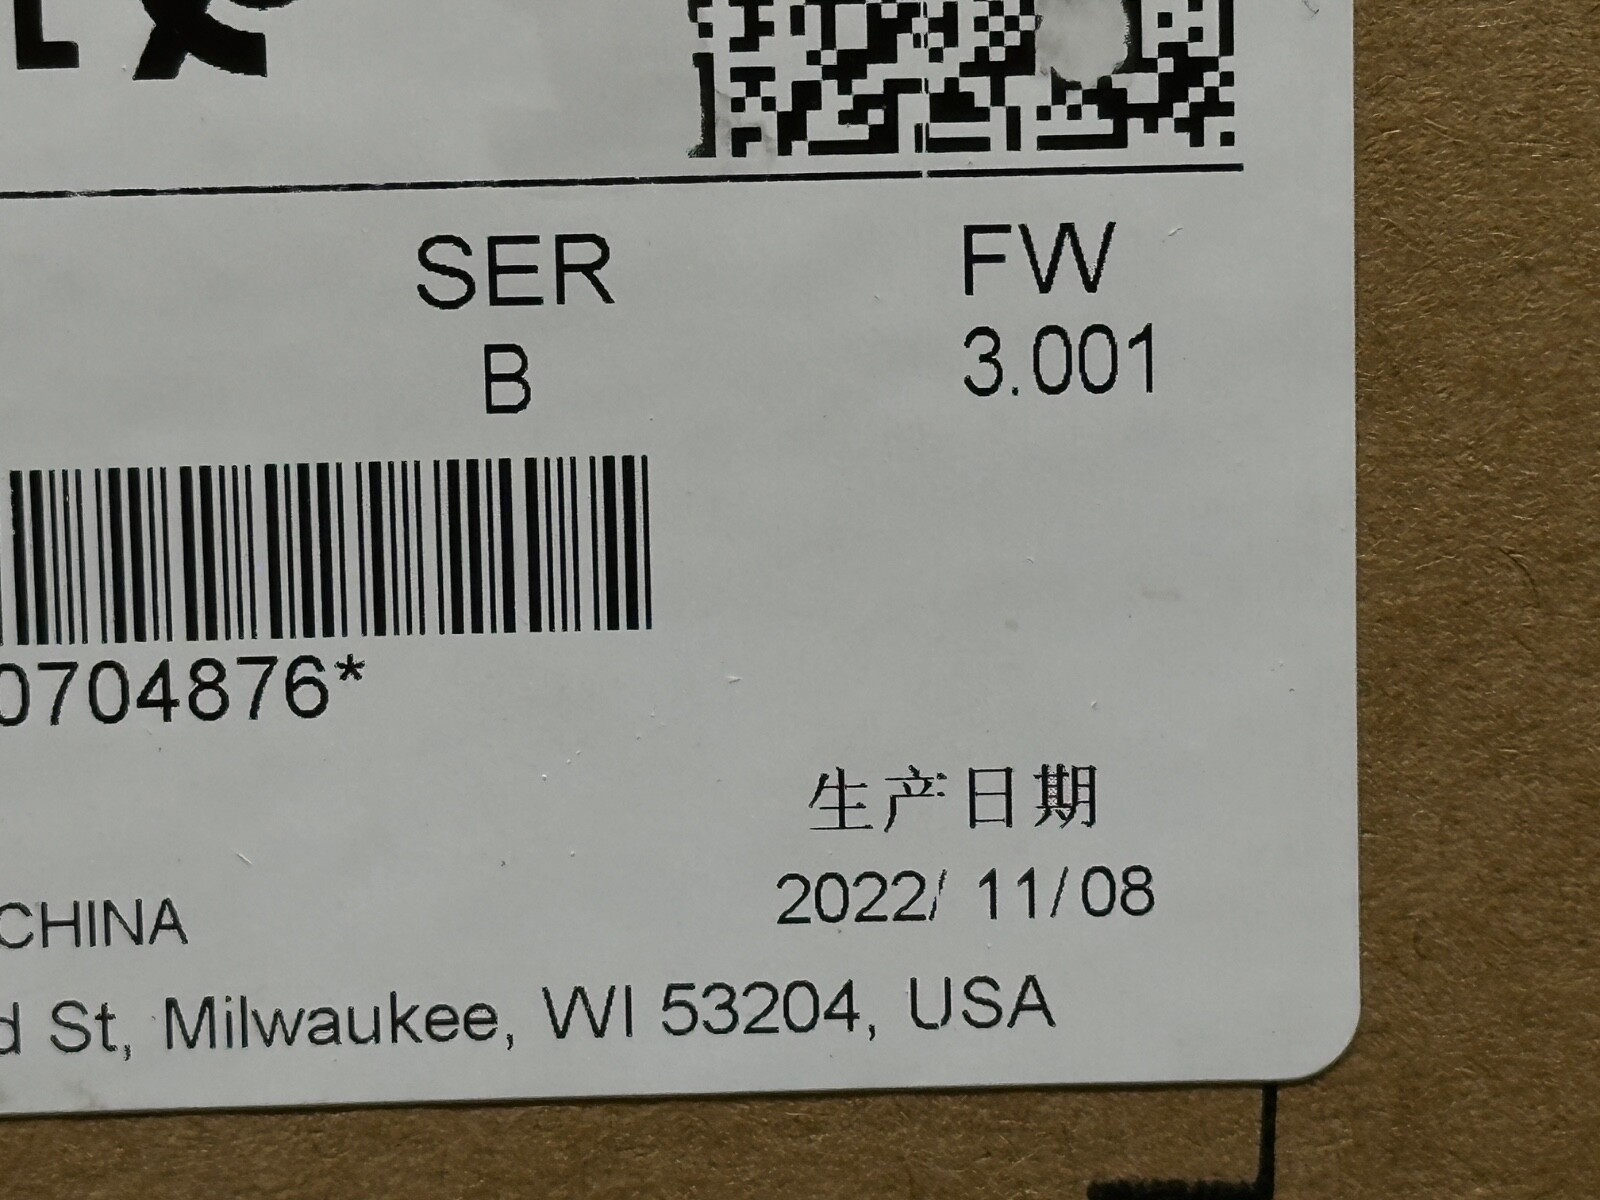 SER FW
B 3.001
0704876*
生产日期
2022/ 11/08
CHINA
St, Milwaukee, WI 53204, USA